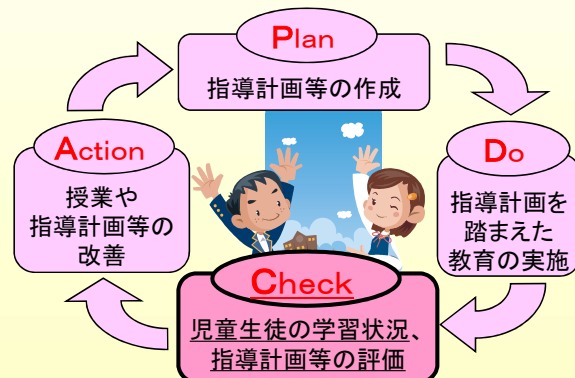 Plan
指導計画等の作成
Do
指導計画を
踏まえた
教育の実施
Check
児童生徒の学習状況、
指導計画等の評価
Action
授業や
指導計画等の
改善